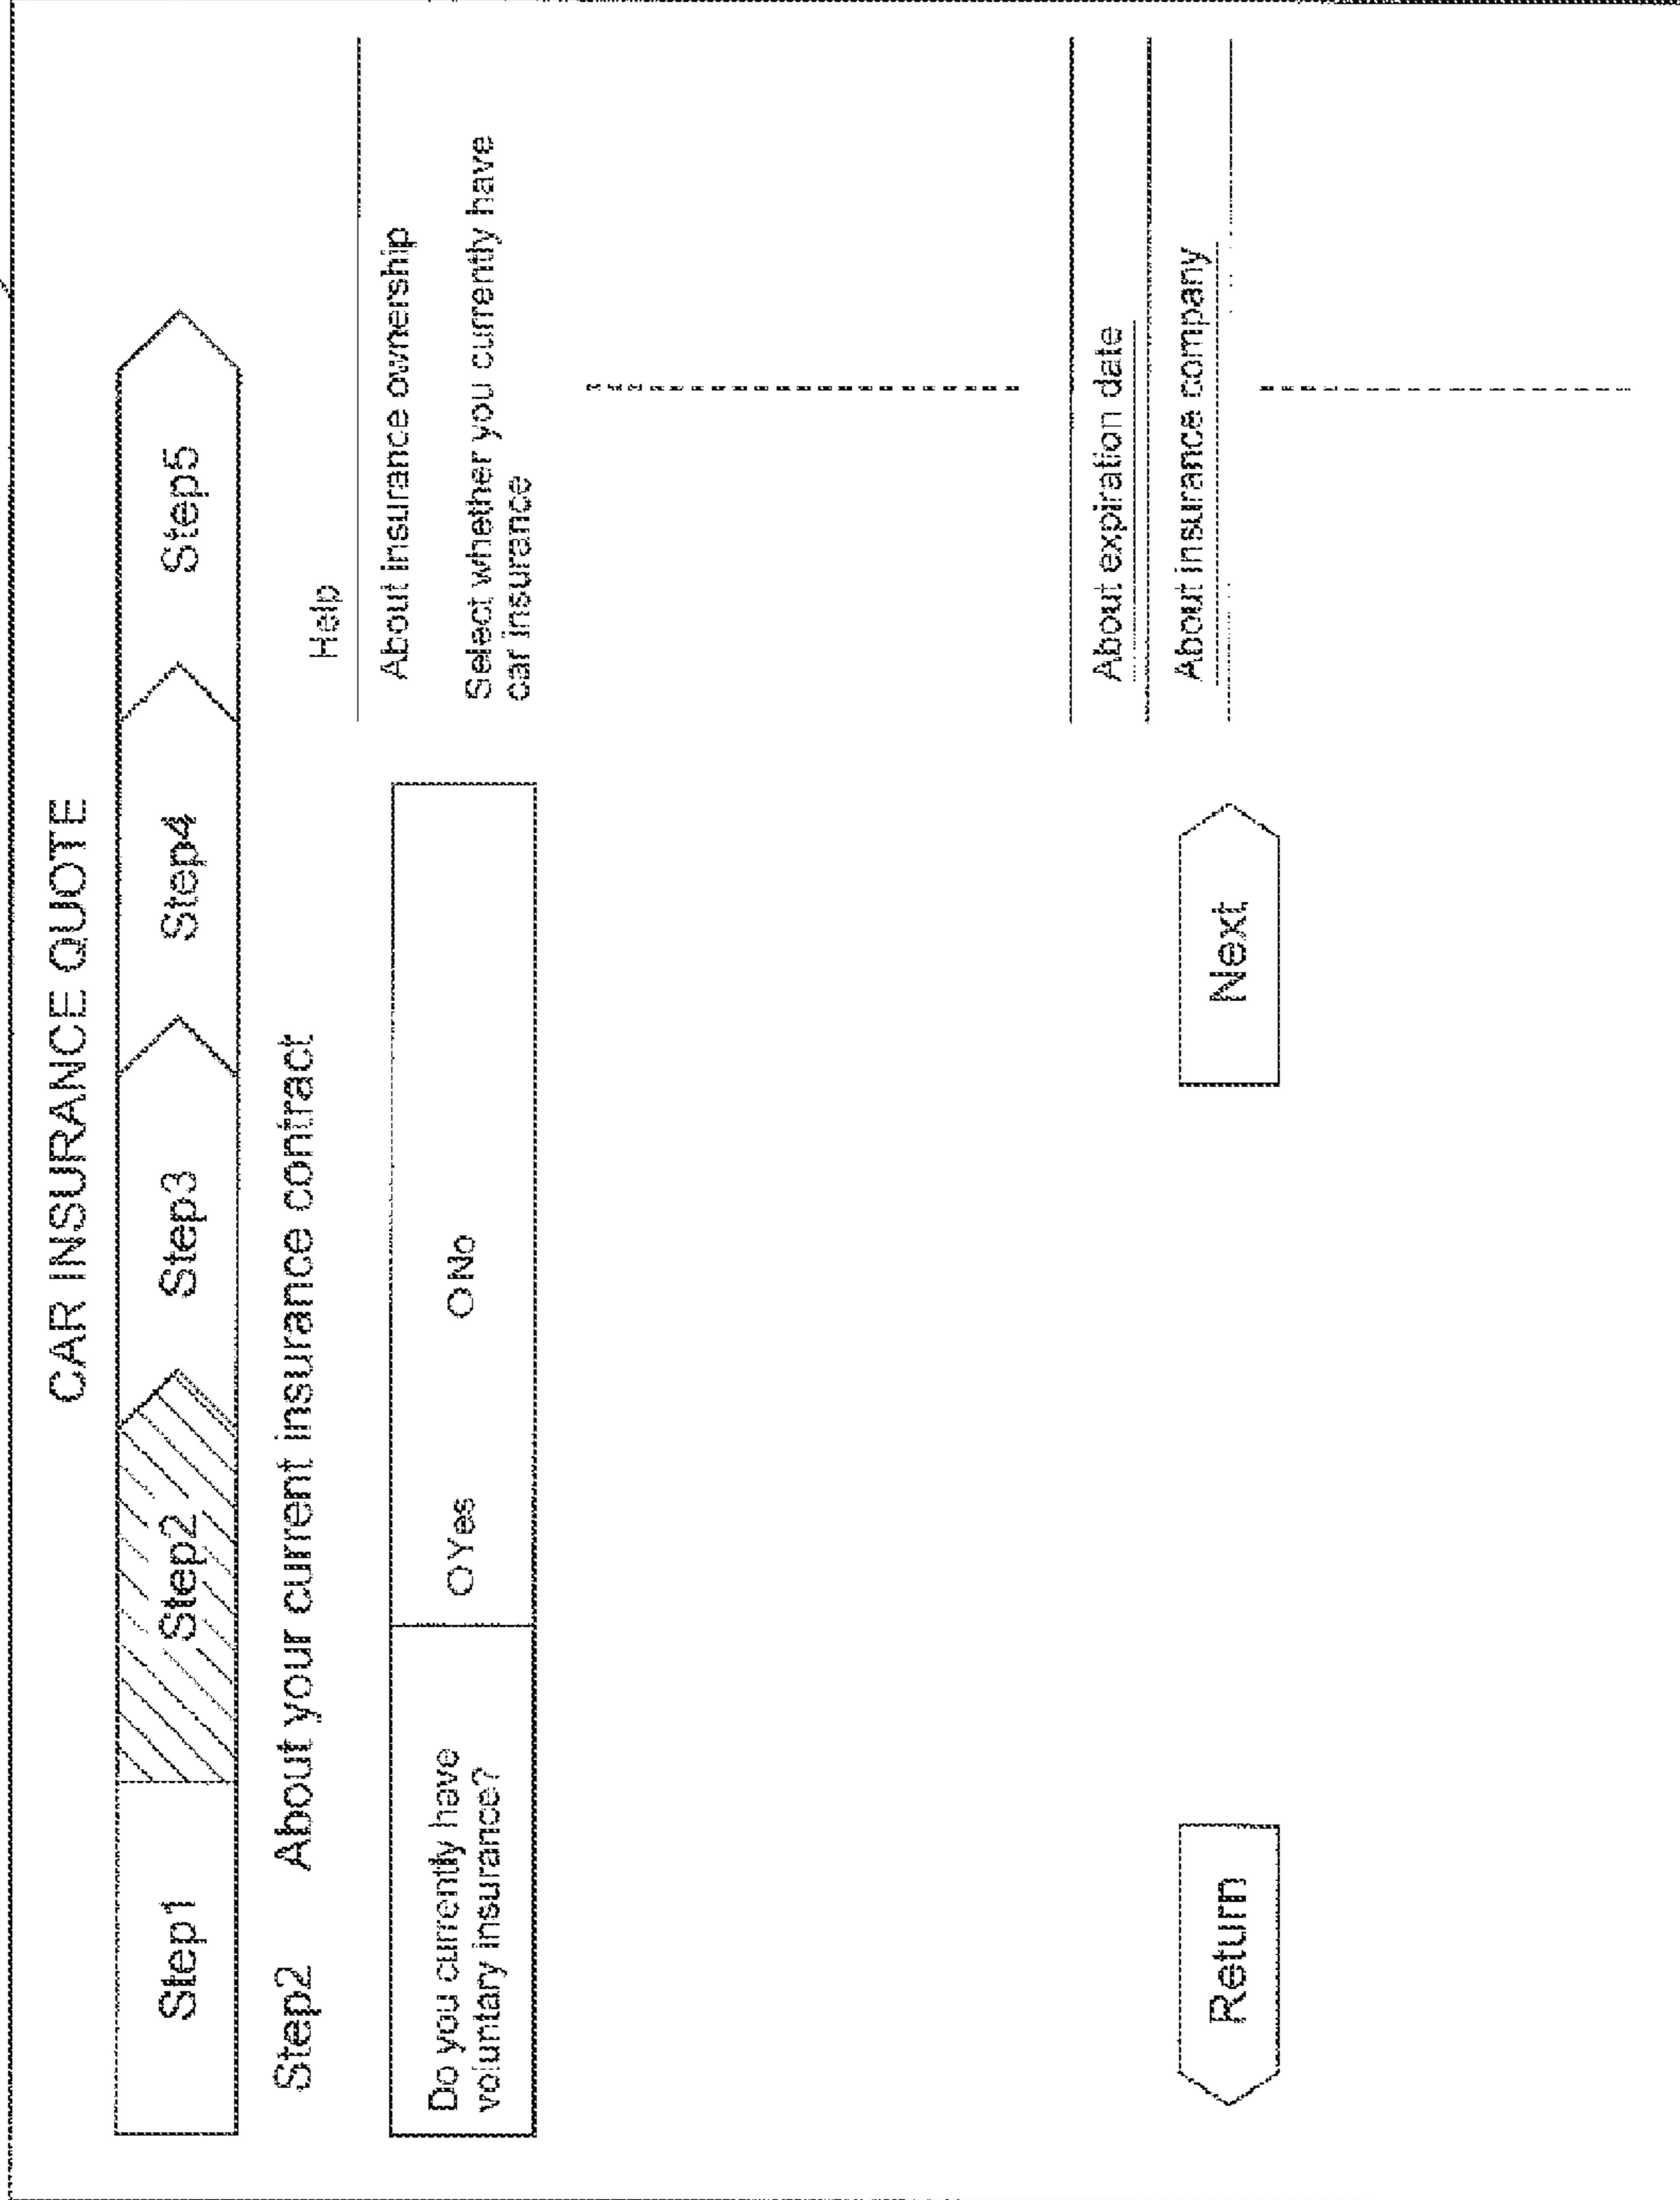 CAR INSURANCE QUOTE
Step1
Step2
Step3
Step4
Step5
Step2 About your current insurance contract
Do you currently have
voluntary insurance?
OYes
ONo
Return
Next
Help
About insurance ownership
Select whether you currently have
car insurance
About expiration date
About insurance company